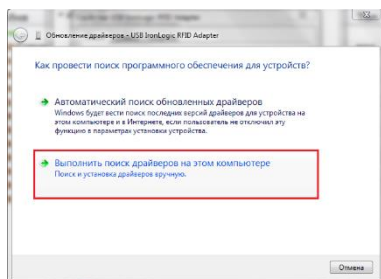 Обновление драйверов - USB IronLogic RFID Adapter
Как провести поиск программного обеспечения для устройств?
Автоматический поиск обновленных драйверов
Windows будет вести поиск последних версий драйверов для устройства на
этом компьютере и в Интернете, если пользователь не отключил эту
функцию в параметрах установки устройства.
Выполнить поиск драйверов на этом компьютере
Поиск и установка драйверов вручную.
Отмена